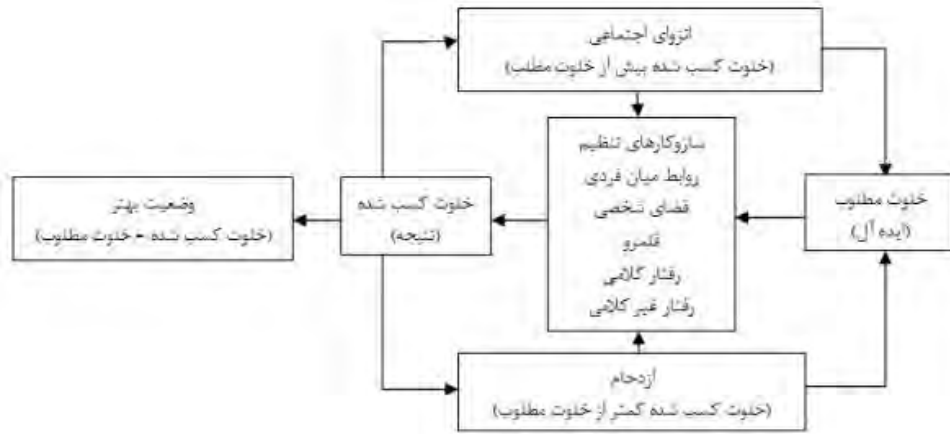 انزوای اجتماعی
(خلوت کسب شده بیش از خلوت مطلب)
خلوت مطلوب
(ایده آل)
سازوکارهای تنظیم
روابط میان فردی
فضای شخصی
قلمرو
رفتار کلامی
رفتار غیر کلامی
خلوت کسب شده
(نتیجه)
وضعیت بهتر
(خلوت کسب شده = خلوت مطلوب)
ازدحام
(خلوت کسب شده کمتر از خلوت مطلوب)